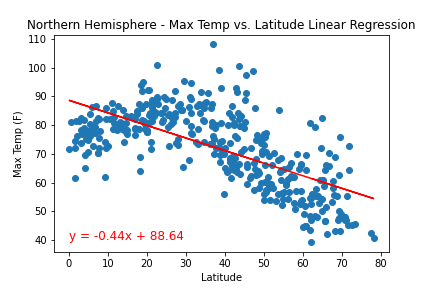 Northern Hemisphere - Max Temp vs. Latitude Linear Regression
110
100
90
80
70
60
50
40
Max Temp (F)
y = -0.44x + 88.64
0 10 20 30 40 50 60 70 80
Latitude